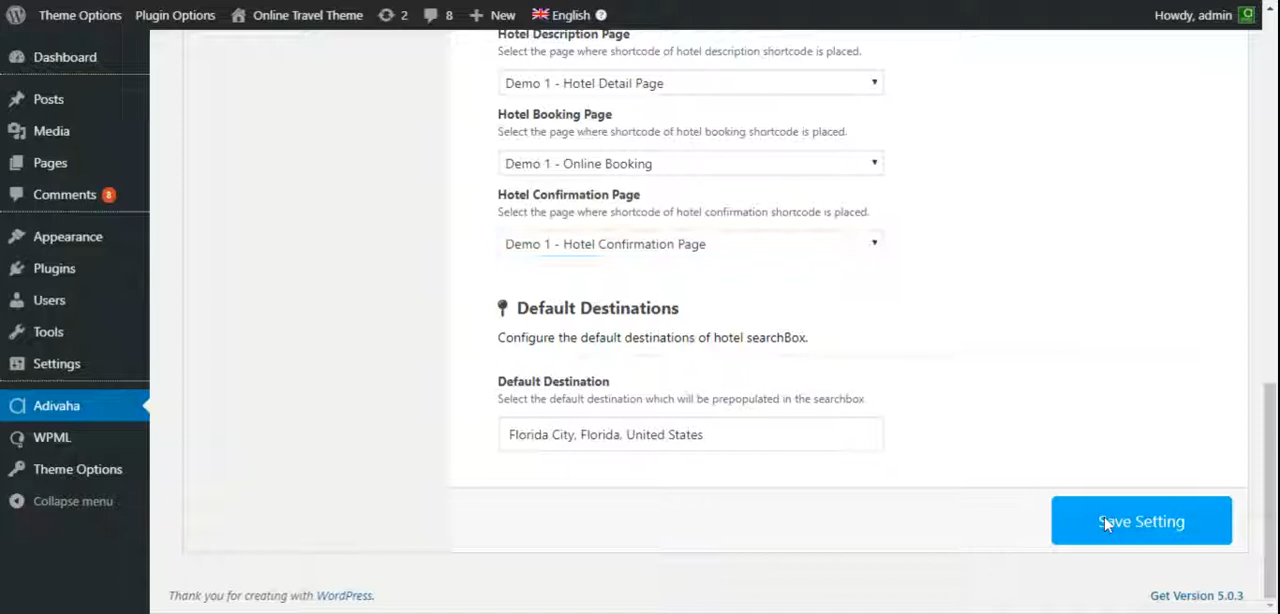 Theme Options Plugin Options Online Travel Theme 2 8 New English Howdy, admin
Dashboard
Posts
Media
Pages
Comments 8
Appearance
Plugins
Users
Tools
Settings
Adivaha
WPML
Theme Options
Collapse menu
Hotel Description Page
Select the page where shortcode of hotel description shortcode is placed.
Demo 1 - Hotel Detail Page
Hotel Booking Page
Select the page where shortcode of hotel booking shortcode is placed.
Demo 1 - Online Booking
Hotel Confirmation Page
Select the page where shortcode of hotel confirmation shortcode is placed.
Demo 1 - Hotel Confirmation Page
Default Destinations
Configure the default destinations of hotel searchBox.
Default Destination
Select the default destination which will be prepopulated in the searchbox
Florida City, Florida, United States
Save Setting
Thank you for creating with WordPress.
Get Version 5.0.3